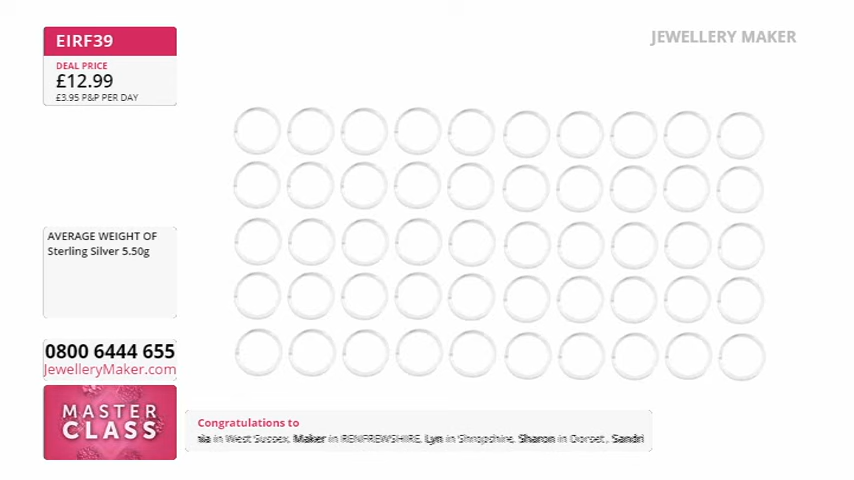 EIRF39
DEAL PRICE
£12.99
£3.95 P&P PER DAY
JEWELLERY MAKER
AVERAGE WEIGHT OF
Sterling Silver 5.50g
0800 6444 655
JewelleryMaker.com
MASTER
CLASS
Congratulations to
nia in West Sussex, Maker in RENFREWSHIRE, Lyn in Shropshire, Sharon in Dorset, Sandr